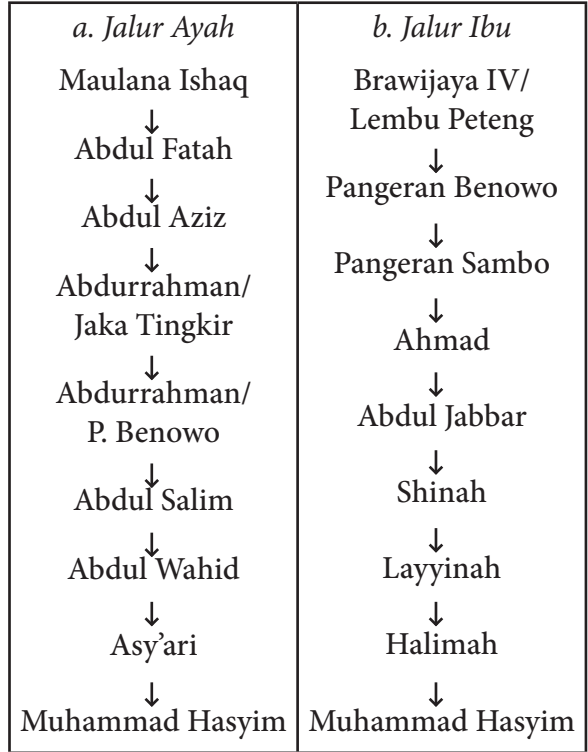 a. Jalur Ayah
Maulana Ishaq
↓
Abdul Fatah
↓
Abdul Aziz
↓
Abdurrahman/
Jaka Tingkir
↓
Abdurrahman/
P. Benowo
↓
Abdul Salim
↓
Abdul Wahid
↓
Asy’ari
↓
Muhammad Hasyim
b. Jalur Ibu
Brawijaya IV/
Lembu Peteng
↓
Pangeran Benowo
↓
Pangeran Sambo
↓
Ahmad
↓
Abdul Jabbar
↓
Shinah
↓
Layyinah
↓
Halimah
↓
Muhammad Hasyim